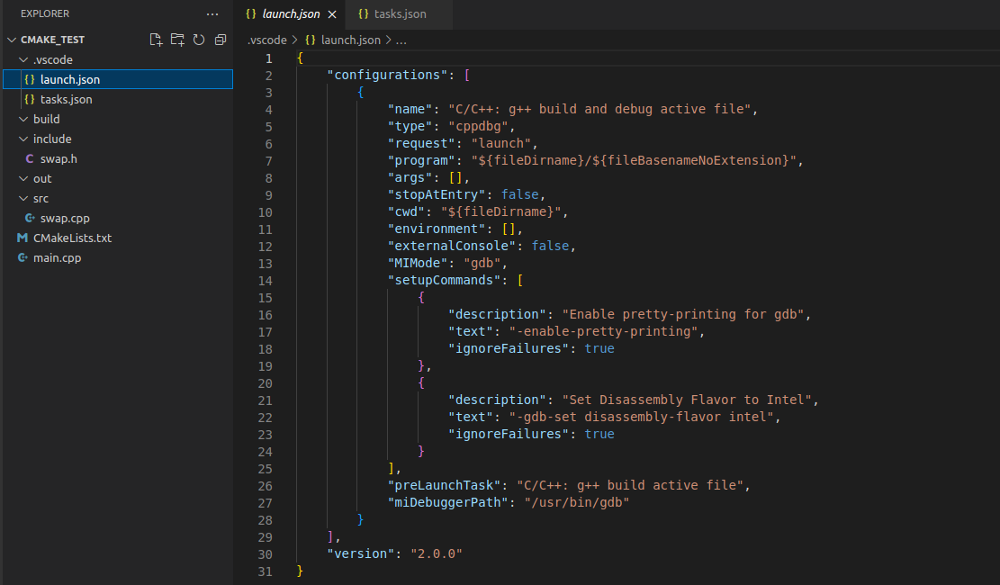 EXPLORER
CMAKE_TEST
.vscode
{} launch.json
{} tasks.json
build
include
C swap.h
out
src
swap.cpp
M CMakeLists.txt
main.cpp
{} launch.json
{} tasks.json
.vscode > {} launch.json > ...
1 {
2 "configurations": [
3 {
4 "name": "C/C++: g++ build and debug active file",
5 "type": "cppdbg",
6 "request": "launch",
7 "program": "${fileDirname}/${fileBasenameNoExtension}",
8 "args": [],
9 "stopAtEntry": false,
10 "cwd": "${fileDirname}",
11 "environment": [],
12 "externalConsole": false,
13 "MIMode": "gdb",
14 "setupCommands": [
15 {
16 "description": "Enable pretty-printing for gdb",
17 "text": "-enable-pretty-printing",
18 "ignoreFailures": true
19 },
20 {
21 "description": "Set Disassembly Flavor to Intel",
22 "text": "-gdb-set disassembly-flavor intel",
23 "ignoreFailures": true
24 }
25 ],
26 "preLaunchTask": "C/C++: g++ build active file",
27 "miDebuggerPath": "/usr/bin/gdb"
28 }
29 ],
30 "version": "2.0.0"
31 }